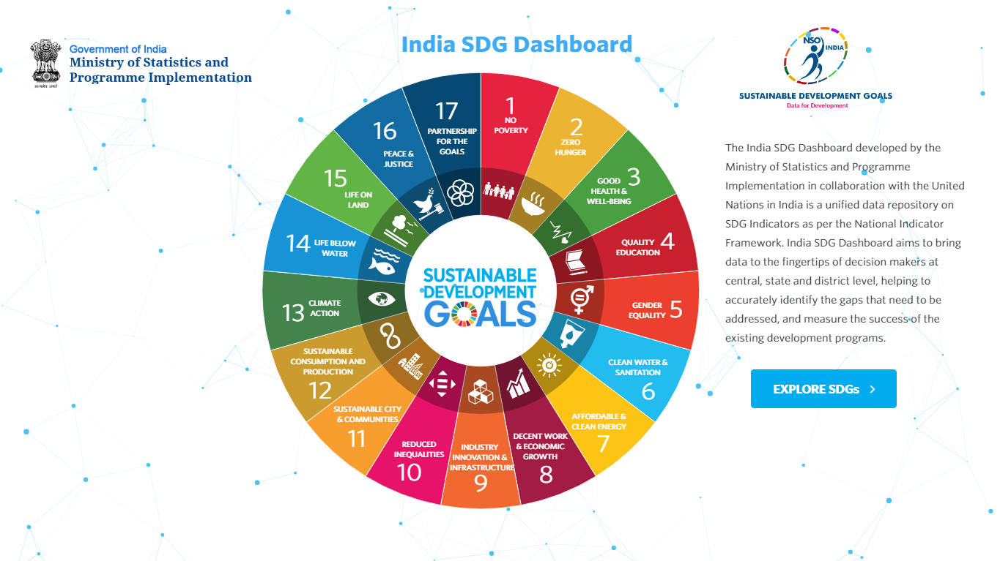 सत्यमेव जयते
Government of India
Ministry of Statistics and
Programme Implementation
India SDG Dashboard
NSO
INDIA
SUSTAINABLE DEVELOPMENT GOALS
Data for Development
1
NO
POVERTY
2
ZERO
HUNGER
3
GOOD
HEALTH &
WELL-BEING
4
QUALITY
EDUCATION
5
GENDER
EQUALITY
CLEAN WATER &
SANITATION
6
AFFORDABLE &
CLEAN ENERGY
7
DECENT WORK
& ECONOMIC
GROWTH
8
INDUSTRY
INNOVATION &
INFRASTRUCTURE
9
REDUCED
INEQUALITIES
10
SUSTAINABLE CITY
& COMMUNITIES
11
SUSTAINABLE
CONSUMPTION AND
PRODUCTION
12
13
CLIMATE
ACTION
14
LIFE BELOW
WATER
15
LIFE ON
LAND
16
PEACE &
JUSTICE
17
PARTNERSHIP
FOR THE
GOALS
SUSTAINABLE
DEVELOPMENT
GOALS
The India SDG Dashboard developed by the
Ministry of Statistics and Programme
Implementation in collaboration with the United
Nations in India is a unified data repository on
SDG Indicators as per the National Indicator
Framework. India SDG Dashboard aims to bring
data to the fingertips of decision makers at
central, state and district level, helping to
accurately identify the gaps that need to be
addressed, and measure the success of the
existing development programs.
EXPLORE SDGs